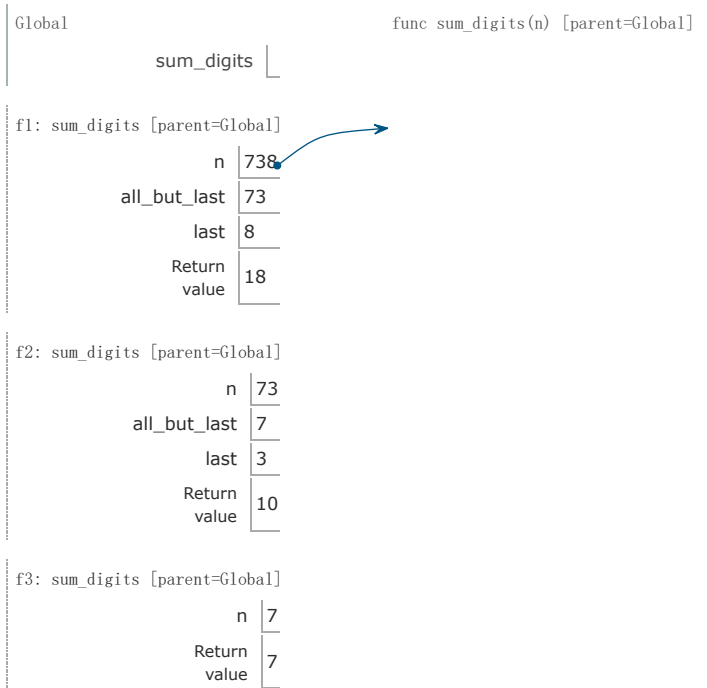 Global
func sum_digits(n) [parent=Global]
sum_digits
f1: sum_digits [parent=Global]
n 738
all_but_last 73
last 8
Return
value 18
f2: sum_digits [parent=Global]
n 73
all_but_last 7
last 3
Return
value 10
f3: sum_digits [parent=Global]
n 7
Return
value 7